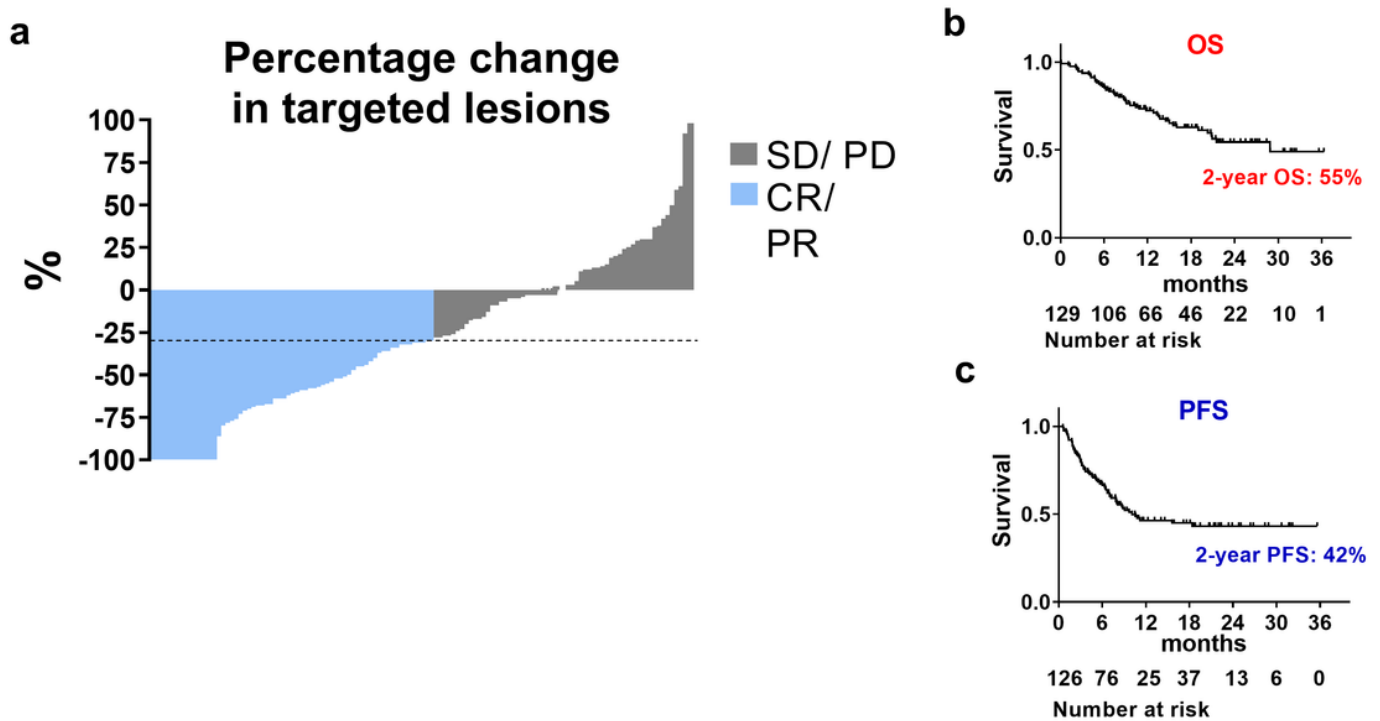 a
Percentage change
in targeted lesions
%
100
75
50
25
0
-25
-50
-75
-100
SD/ PD
CR/
PR
b
OS
Survival
1.0
0.5
0.0
2-year OS: 55%
0 6 12 18 24 30 36
months
129 106 66 46 22 10 1
Number at risk
c
PFS
Survival
1.0
0.5
0.0
2-year PFS: 42%
0 6 12 18 24 30 36
months
126 76 25 37 13 6 0
Number at risk